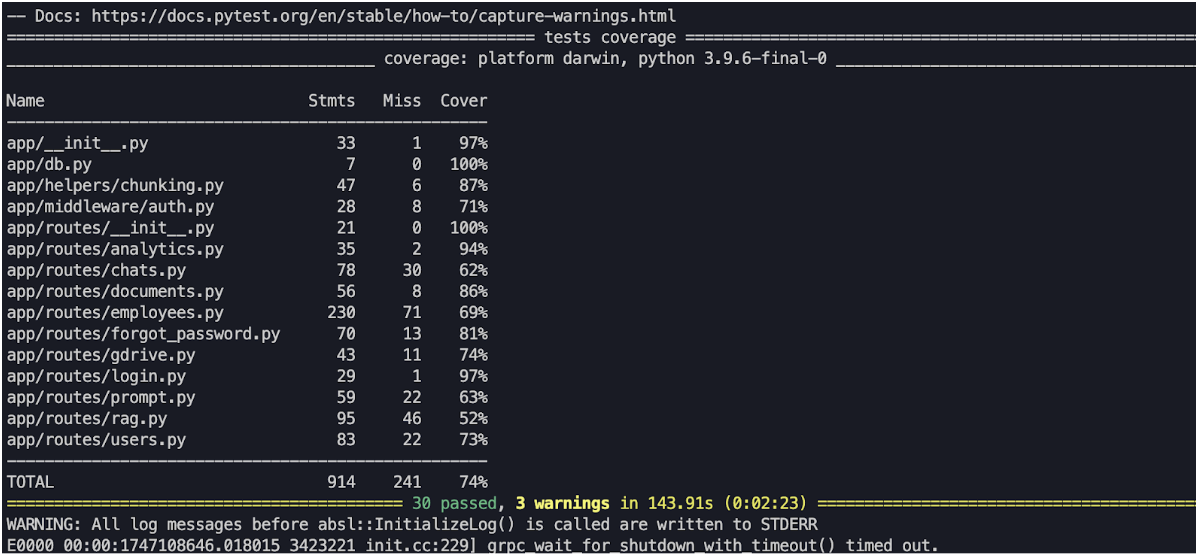 -- Docs: https://docs.pytest.org/en/stable/how-to/capture-warnings.html
======================================================== tests coverage ======================================================
_______________________________________ coverage: platform darwin, python 3.9.6-final-0 ______________________________________
Name                            Stmts   Miss  Cover
---------------------------------------------------
app/__init__.py                    33      1    97%
app/db.py                           7      0   100%
app/helpers/chunking.py            47      6    87%
app/middleware/auth.py             28      8    71%
app/routes/__init__.py             21      0   100%
app/routes/analytics.py            35      2    94%
app/routes/chats.py                78     30    62%
app/routes/documents.py            56      8    86%
app/routes/employees.py           230     71    69%
app/routes/forgot_password.py      70     13    81%
app/routes/gdrive.py               43     11    74%
app/routes/login.py                29      1    97%
app/routes/prompt.py               59     22    63%
app/routes/rag.py                  95     46    52%
app/routes/users.py                83     22    73%
---------------------------------------------------
TOTAL                             914    241    74%
========================================== 30 passed, 3 warnings in 143.91s (0:02:23) ========================================
WARNING: All log messages before absl::InitializeLog() is called are written to STDERR
E0000 00:00:1747108646.018015 3423221 init.cc:229] grpc_wait_for_shutdown_with_timeout() timed out.